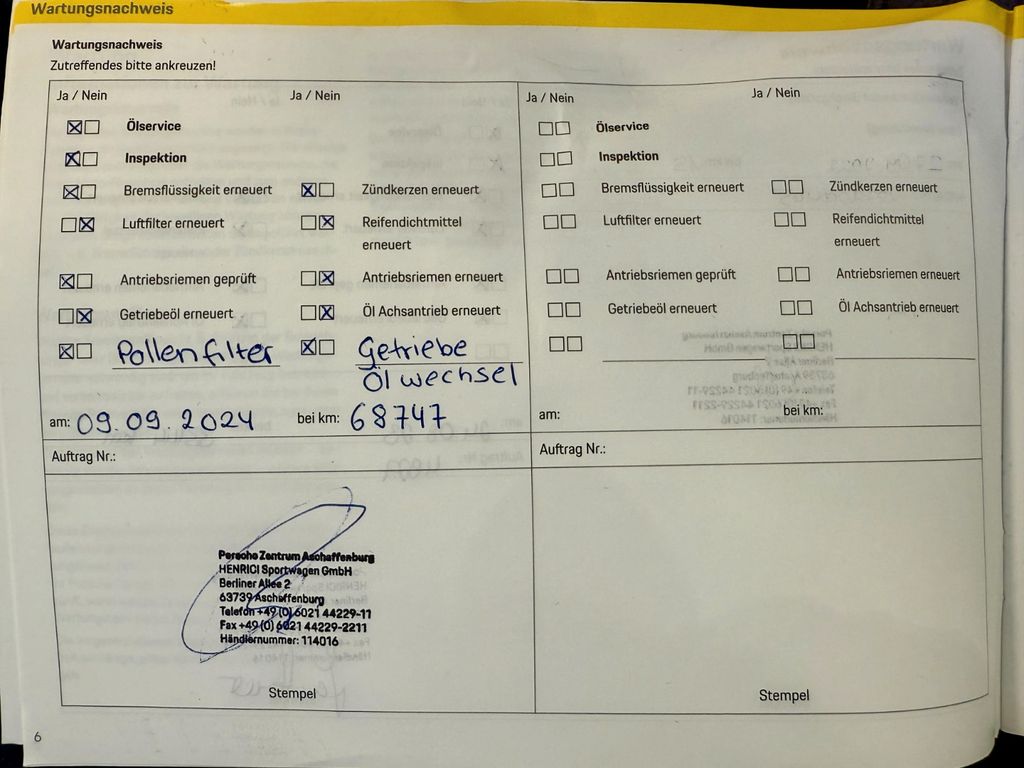 Wartungsnachweis
Wartungsnachweis
Zutreffendes bitte ankreuzen!
Ja / Nein
Ja / Nein
Ölservice
Inspektion
Bremsflüssigkeit erneuert
Zündkerzen erneuert
Luftfilter erneuert
Reifendichtmittel
erneuert
Antriebsriemen geprüft
Antriebsriemen erneuert
Getriebeöl erneuert
Öl Achsantrieb erneuert
Pollenfilter
Getriebe
Ölwechsel
am: 09.09.2024
bei km: 68747
Auftrag Nr.:
Porsche Zentrum Aschaffenburg
HENRICI Sportwagen GmbH
Berliner Allee 2
63739 Aschaffenburg
Telefon +49 (0) 6021 44229-11
Fax +49 (0) 6021 44229-2211
Händlernummer: 114016
Stempel
Ja / Nein
Ja / Nein
Ölservice
Inspektion
Bremsflüssigkeit erneuert
Zündkerzen erneuert
Luftfilter erneuert
Reifendichtmittel
erneuert
Antriebsriemen geprüft
Antriebsriemen erneuert
Getriebeöl erneuert
Öl Achsantrieb erneuert
am:
bei km:
Auftrag Nr.:
Stempel
6